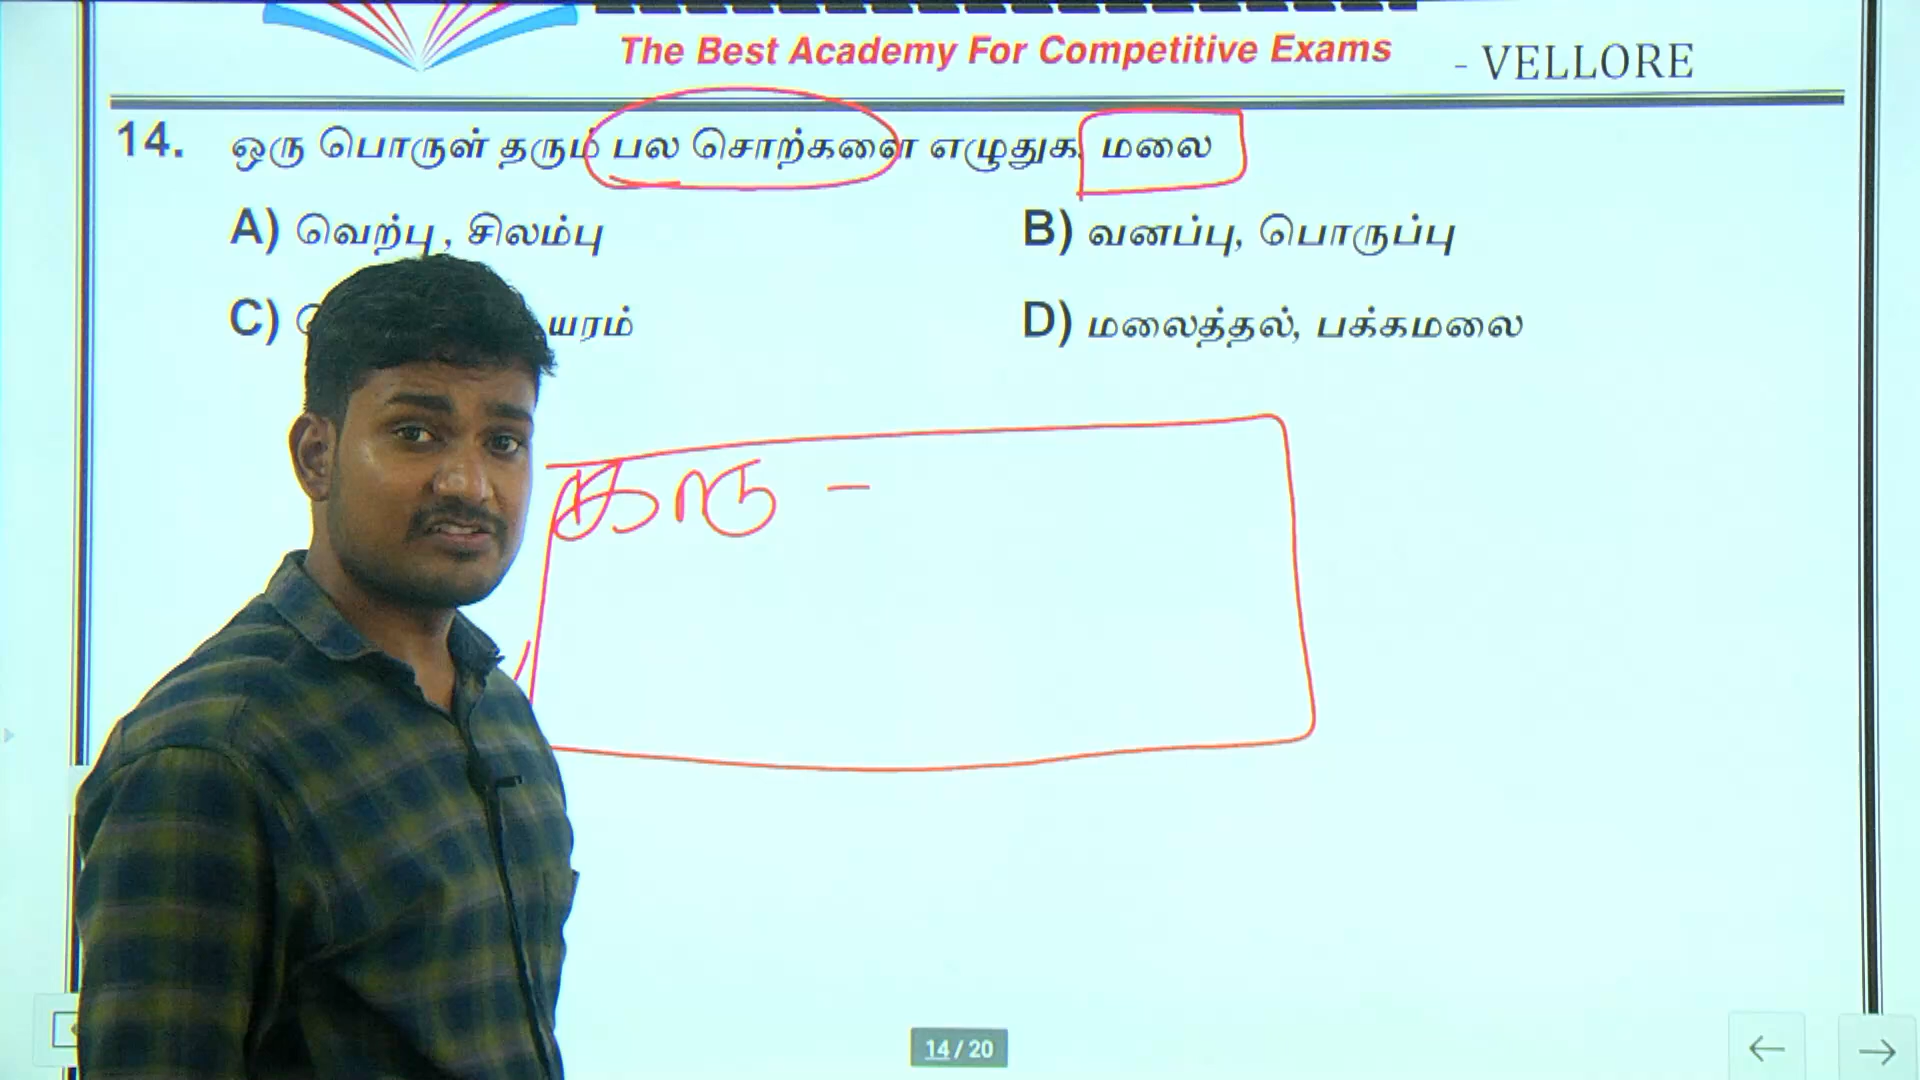 The Best Academy For Competitive Exams
- VELLORE
14. ஒரு பொருள் தரும் பல சொற்களை எழுதுக. மலை
A) வெற்பு, சிலம்பு
B) வனப்பு, பொருப்பு
C)
D) மலைத்தல், பக்கமலை
14 / 20